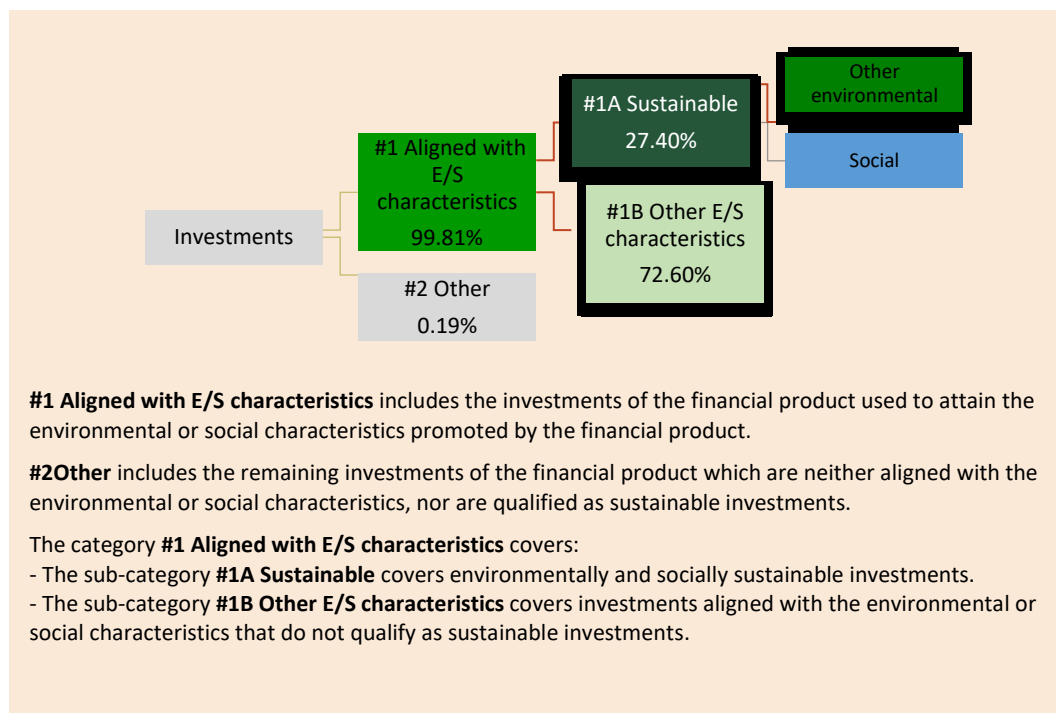 Investments
#1 Aligned with
E/S
characteristics
99.81%
#2 Other
0.19%
#1A Sustainable
27.40%
#1B Other E/S
characteristics
72.60%
Other
environmental
Social
#1 Aligned with E/S characteristics includes the investments of the financial product used to attain the
environmental or social characteristics promoted by the financial product.
#2Other includes the remaining investments of the financial product which are neither aligned with the
environmental or social characteristics, nor are qualified as sustainable investments.
The category #1 Aligned with E/S characteristics covers:
- The sub-category #1A Sustainable covers environmentally and socially sustainable investments.
- The sub-category #1B Other E/S characteristics covers investments aligned with the environmental or
social characteristics that do not qualify as sustainable investments.